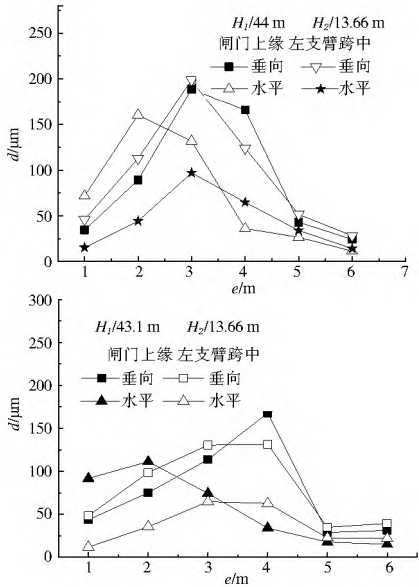 H₁/44 m H₂/13.66 m
闸门上缘 左支臂跨中
垂向 垂向
水平 水平
250
200
150
100
50
0
d/μm
1 2 3 4 5 6 7
e/m
H₁/43.1 m H₂/13.66 m
闸门上缘 左支臂跨中
垂向 垂向
水平 水平
300
250
200
150
100
50
0
d/μm
1 2 3 4 5 6
e/m